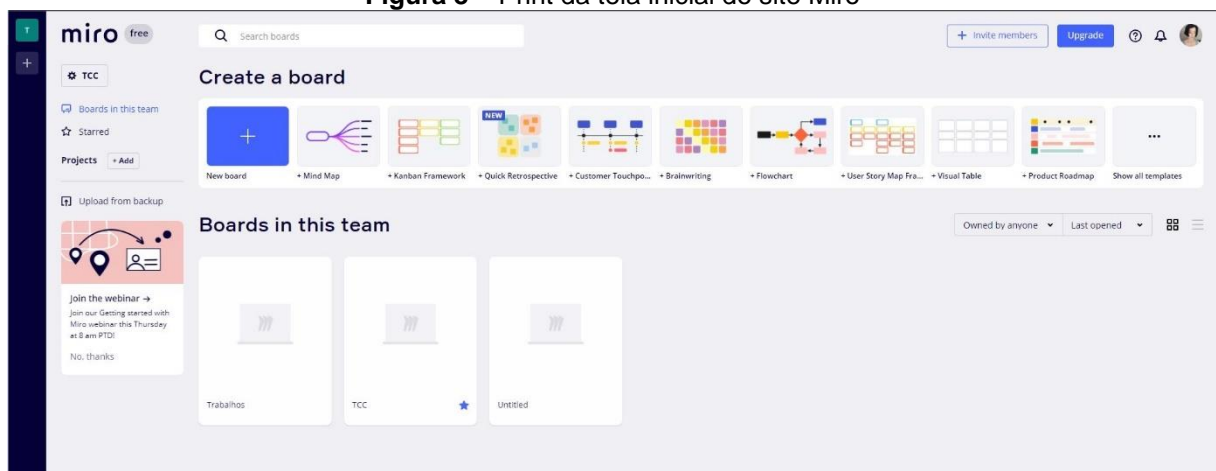 Figura 3 – Print da tela inicial do site Miro
T
miro free
Search boards
+ Invite members
Upgrade
+
TCC
Boards in this team
Starred
Projects
+ Add
Upload from backup
Join the webinar →
Join our Getting started with
Miro webinar this Thursday
at 8 am PTD!
No, thanks
Create a board
NEW
New board
+ Mind Map
+ Kanban Framework
+ Quick Retrospective
+ Customer Touchpo...
+ Brainwriting
+ Flowchart
+ User Story Map Fra...
+ Visual Table
+ Product Roadmap
Show all templates
Boards in this team
Owned by anyone
Last opened
Trabalhos
TCC
Untitled